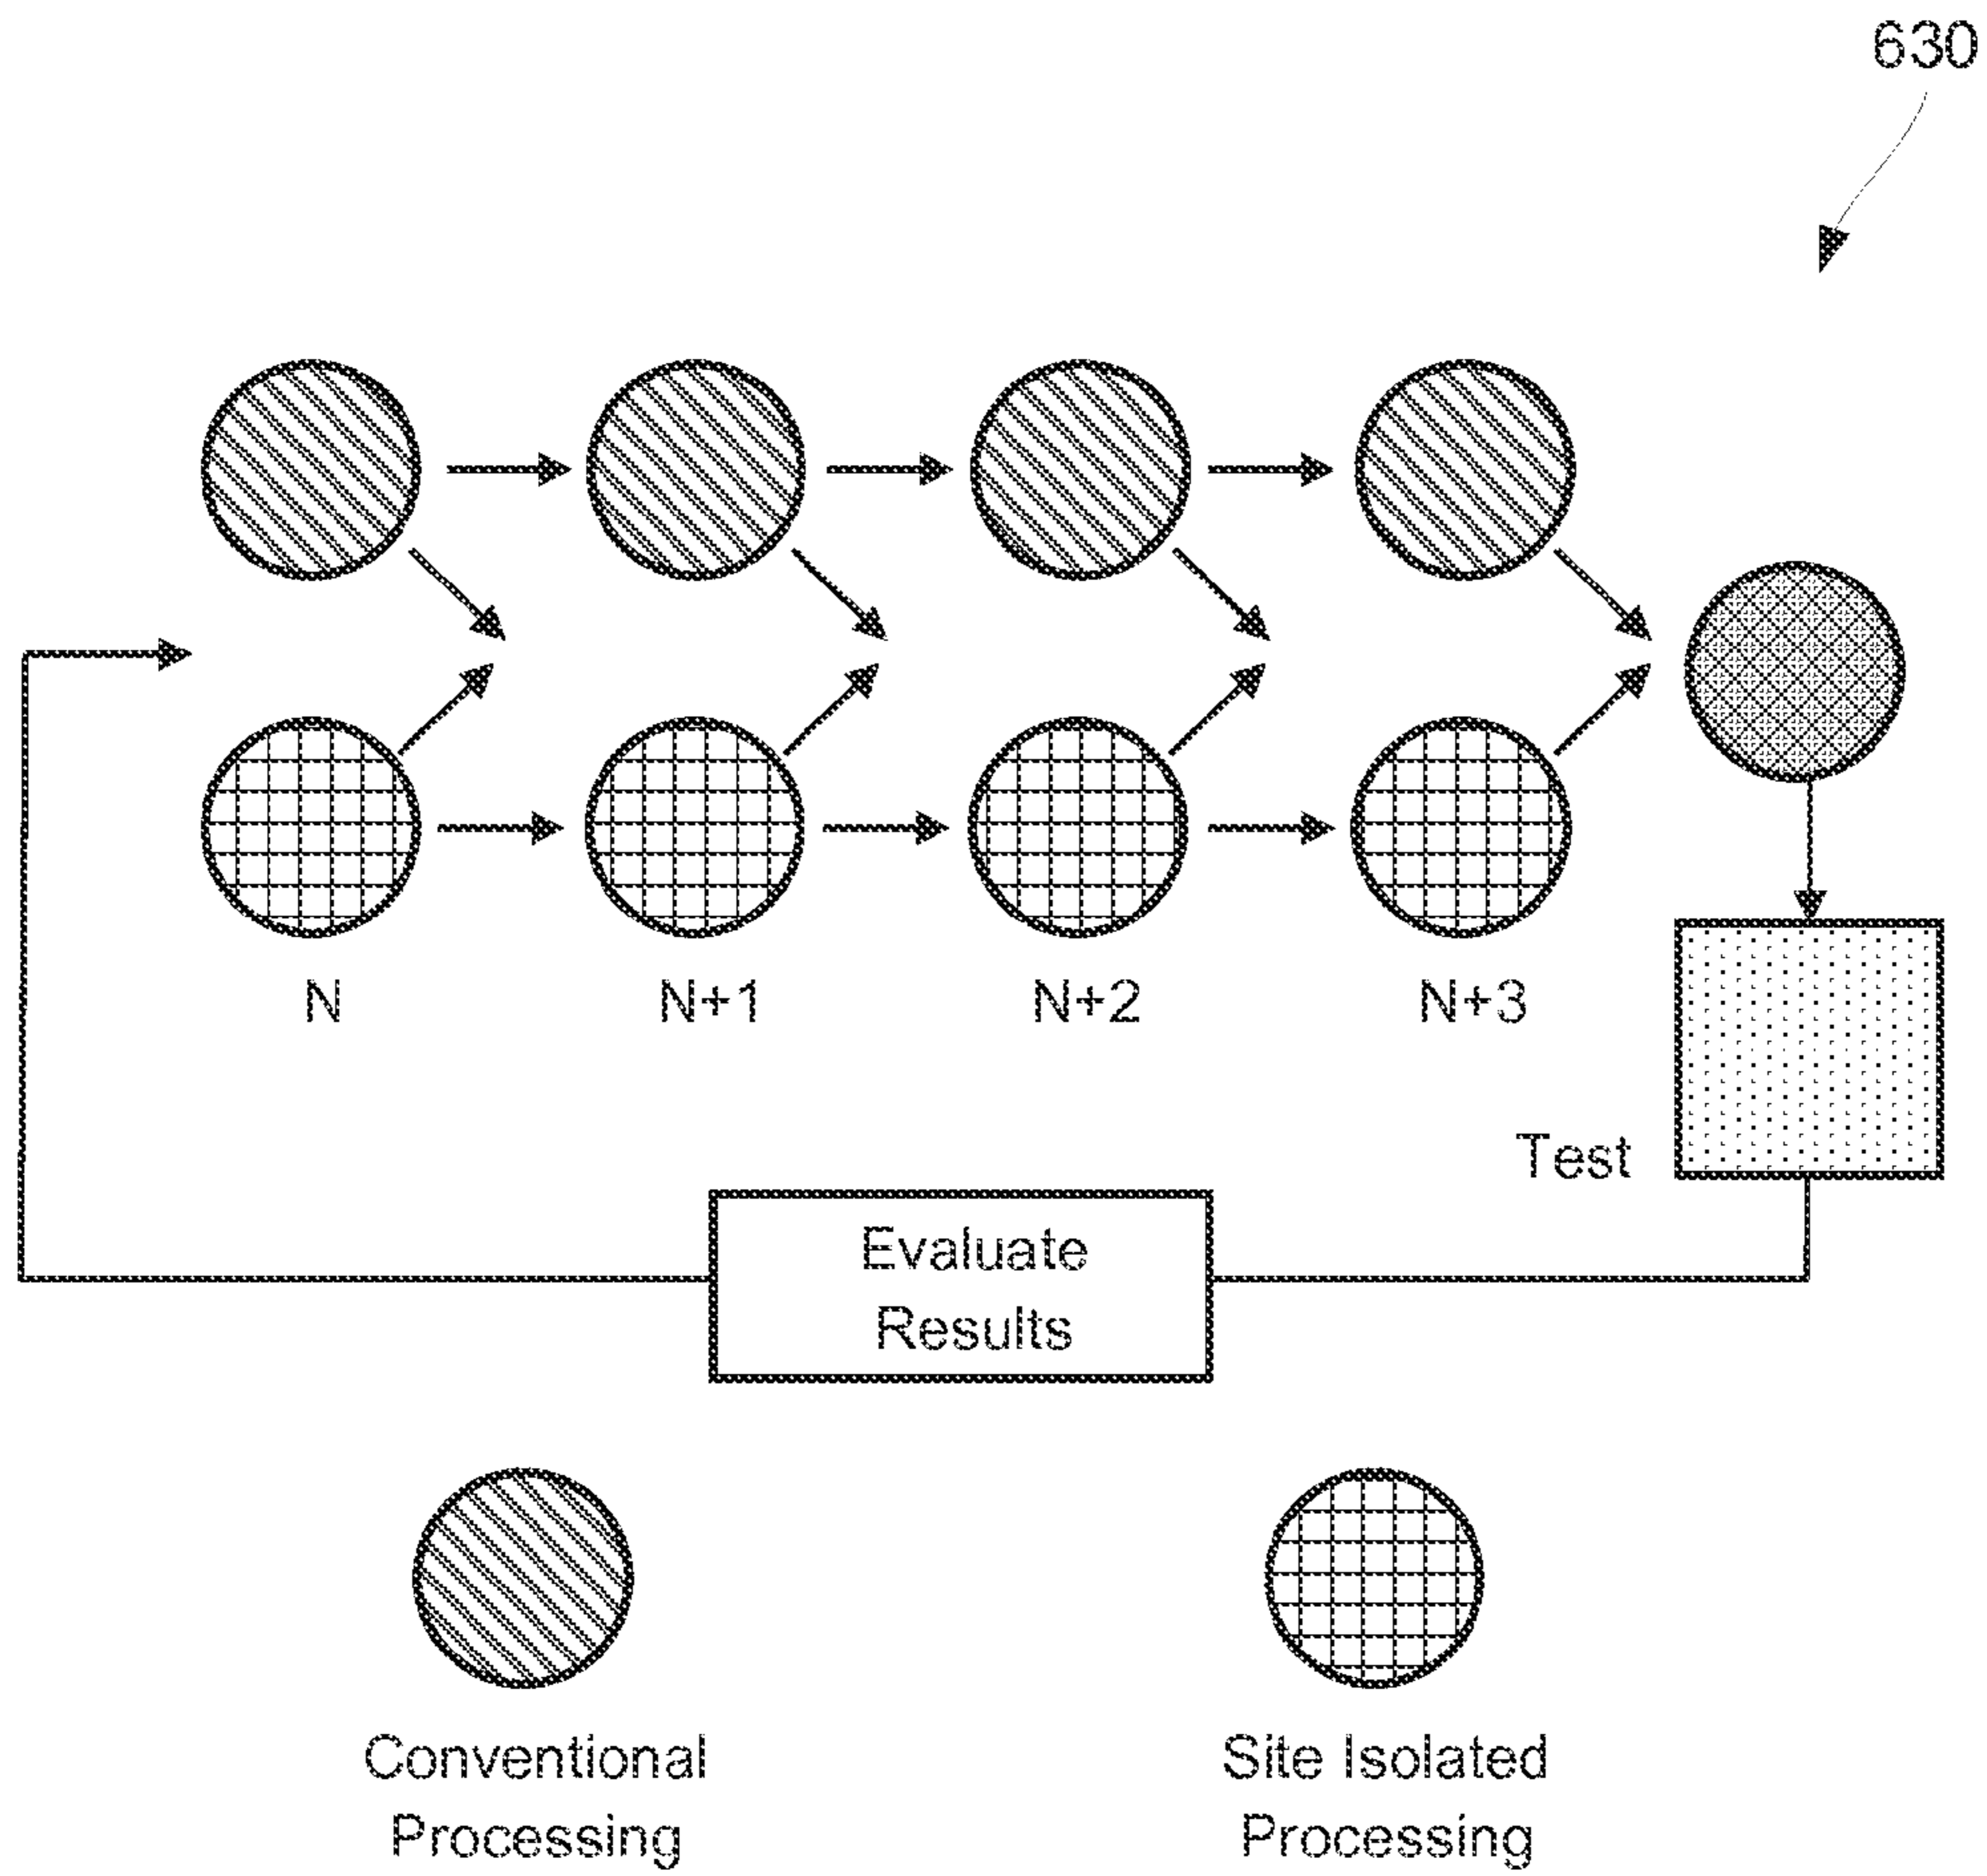 630
N
N+1
N+2
N+3
Test
Evaluate
Results
Conventional
Processing
Site Isolated
Processing